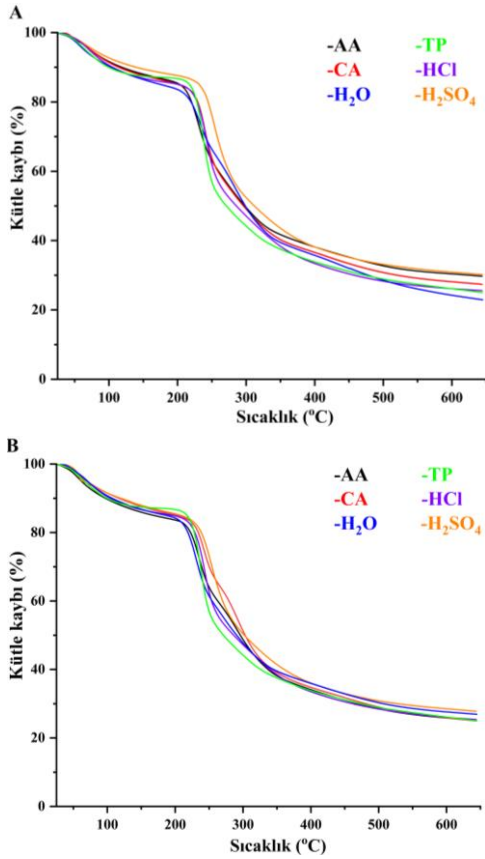 A
100
80
60
40
20
0
Kütle kaybı (%)
-AA -TP
-CA -HCl
-H₂O -H₂SO₄
100 200 300 400 500 600
Sıcaklık (°C)
B
100
80
60
40
20
0
Kütle kaybı (%)
-AA -TP
-CA -HCl
-H₂O -H₂SO₄
100 200 300 400 500 600
Sıcaklık (°C)